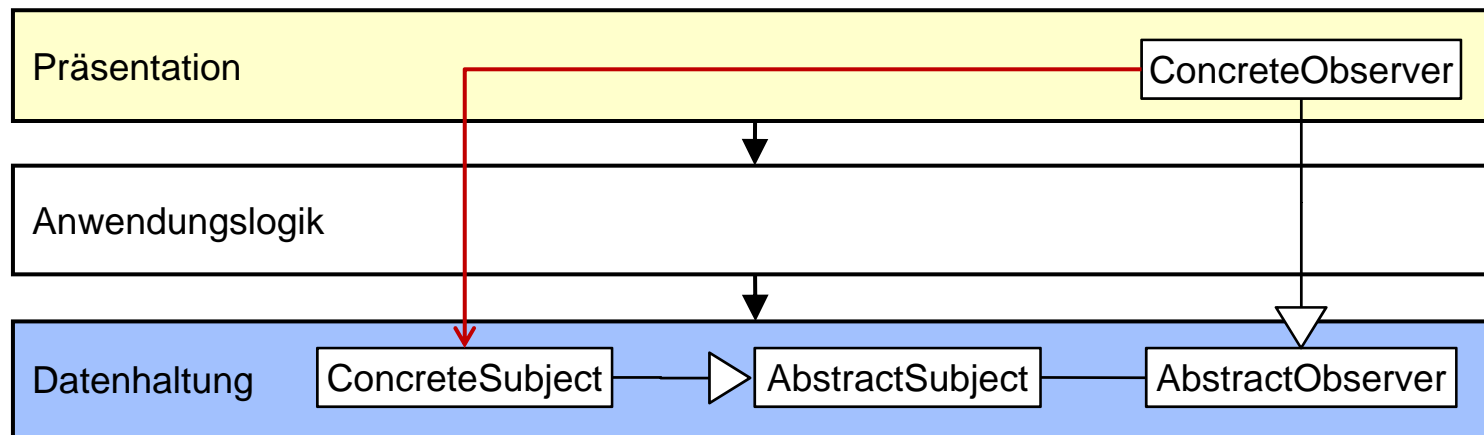 Präsentation
ConcreteObserver
Anwendungslogik
Datenhaltung
ConcreteSubject
AbstractSubject
AbstractObserver